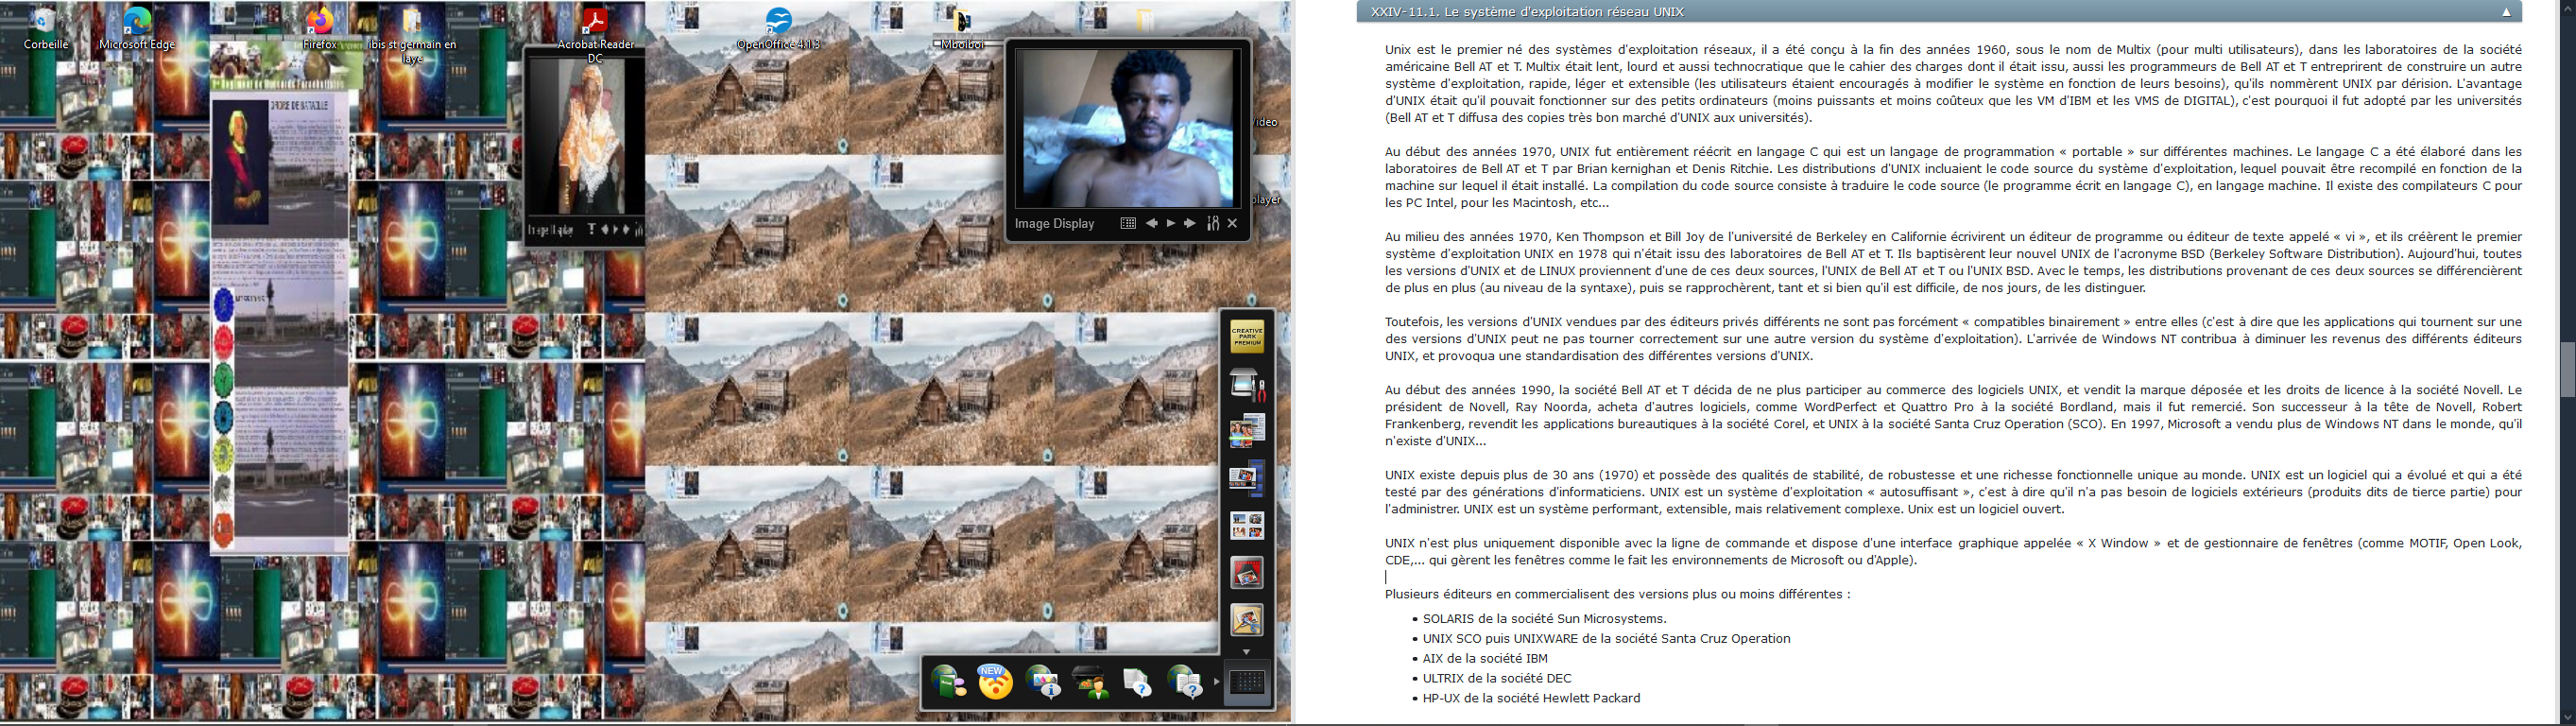 Corbeille
Microsoft Edge
Firefox
ibis st germain en
laye
Acrobat Reader
DC
OpenOffice 4.1.3
Mboiboi
1er Régiment de Hussards Parachutistes
ORDRE DE BATAILLE
MISSIONS
Image Display
Image Display
Video
player
CREATIVE
PARK
PREMIUM
NEW
XXIV-11.1. Le système d'exploitation réseau UNIX
Unix est le premier né des systèmes d'exploitation réseaux, il a été conçu à la fin des années 1960, sous le nom de Multix (pour multi utilisateurs), dans les laboratoires de la société
américaine Bell AT et T. Multix était lent, lourd et aussi technocratique que le cahier des charges dont il était issu, aussi les programmeurs de Bell AT et T entreprirent de construire un autre
système d'exploitation, rapide, léger et extensible (les utilisateurs étaient encouragés à modifier le système en fonction de leurs besoins), qu'ils nommèrent UNIX par dérision. L'avantage
d'UNIX était qu'il pouvait fonctionner sur des petits ordinateurs (moins puissants et moins coûteux que les VM d'IBM et les VMS de DIGITAL), c'est pourquoi il fut adopté par les universités
(Bell AT et T diffusa des copies très bon marché d'UNIX aux universités).
Au début des années 1970, UNIX fut entièrement réécrit en langage C qui est un langage de programmation « portable » sur différentes machines. Le langage C a été élaboré dans les
laboratoires de Bell AT et T par Brian kernighan et Denis Ritchie. Les distributions d'UNIX incluaient le code source du système d'exploitation, lequel pouvait être recompilé en fonction de la
machine sur lequel il était installé. La compilation du code source consiste à traduire le code source (le programme écrit en langage C), en langage machine. Il existe des compilateurs C pour
les PC Intel, pour les Macintosh, etc...
Au milieu des années 1970, Ken Thompson et Bill Joy de l'université de Berkeley en Californie écrivirent un éditeur de programme ou éditeur de texte appelé « vi », et ils créèrent le premier
système d'exploitation UNIX en 1978 qui n'était issu des laboratoires de Bell AT et T. Ils baptisèrent leur nouvel UNIX de l'acronyme BSD (Berkeley Software Distribution). Aujourd'hui, toutes
les versions d'UNIX et de LINUX proviennent d'une de ces deux sources, l'UNIX de Bell AT et T ou l'UNIX BSD. Avec le temps, les distributions provenant de ces deux sources se différencièrent
de plus en plus (au niveau de la syntaxe), puis se rapprochèrent, tant et si bien qu'il est difficile, de nos jours, de les distinguer.
Toutefois, les versions d'UNIX vendues par des éditeurs privés différents ne sont pas forcément « compatibles binairement » entre elles (c'est à dire que les applications qui tournent sur une
des versions d'UNIX peut ne pas tourner correctement sur une autre version du système d'exploitation). L'arrivée de Windows NT contribua à diminuer les revenus des différents éditeurs
UNIX, et provoqua une standardisation des différentes versions d'UNIX.
Au début des années 1990, la société Bell AT et T décida de ne plus participer au commerce des logiciels UNIX, et vendit la marque déposée et les droits de licence à la société Novell. Le
président de Novell, Ray Noorda, acheta d'autres logiciels, comme WordPerfect et Quattro Pro à la société Bordland, mais il fut remercié. Son successeur à la tête de Novell, Robert
Frankenberg, revendit les applications bureautiques à la société Corel, et UNIX à la société Santa Cruz Operation (SCO). En 1997, Microsoft a vendu plus de Windows NT dans le monde, qu'il
n'existe d'UNIX...
UNIX existe depuis plus de 30 ans (1970) et possède des qualités de stabilité, de robustesse et une richesse fonctionnelle unique au monde. UNIX est un logiciel qui a évolué et qui a été
testé par des générations d'informaticiens. UNIX est un système d'exploitation « autosuffisant », c'est à dire qu'il n'a pas besoin de logiciels extérieurs (produits dits de tierce partie) pour
l'administrer. UNIX est un système performant, extensible, mais relativement complexe. Unix est un logiciel ouvert.
UNIX n'est plus uniquement disponible avec la ligne de commande et dispose d'une interface graphique appelée « X Window » et de gestionnaire de fenêtres (comme MOTIF, Open Look,
CDE,... qui gèrent les fenêtres comme le fait les environnements de Microsoft ou d'Apple).
Plusieurs éditeurs en commercialisent des versions plus ou moins différentes :
• SOLARIS de la société Sun Microsystems.
• UNIX SCO puis UNIXWARE de la société Santa Cruz Operation
• AIX de la société IBM
• ULTRIX de la société DEC
• HP-UX de la société Hewlett Packard